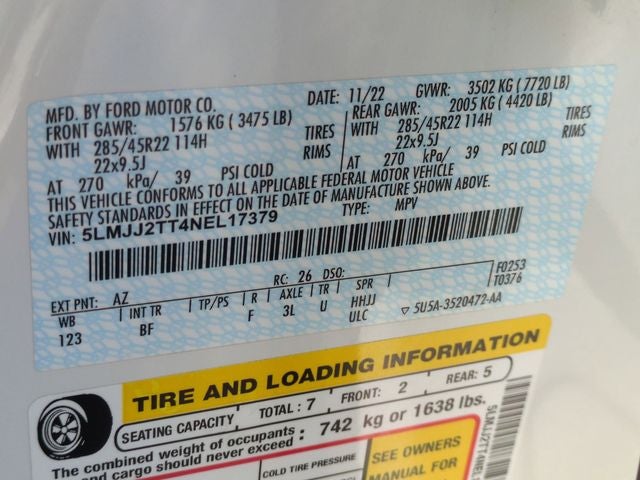 MFD. BY FORD MOTOR CO. DATE: 11/22 GVWR: 3502 KG ( 7720 LB)
FRONT GAWR: 1576 KG ( 3475 LB) REAR GAWR: 2005 KG ( 4420 LB)
WITH 285/45R22 114H TIRES WITH 285/45R22 114H TIRES
22x9.5J RIMS 22x9.5J RIMS
AT 270 kPa/ 39 PSI COLD AT 270 kPa/ 39 PSI COLD
THIS VEHICLE CONFORMS TO ALL APPLICABLE FEDERAL MOTOR VEHICLE
SAFETY STANDARDS IN EFFECT ON THE DATE OF MANUFACTURE SHOWN ABOVE.
VIN: 5LMJJ2TT4NEL17379 TYPE: MPV
EXT PNT: AZ RC: 26 DSO: F0253
WB INT TR TP/PS R AXLE TR SPR T0376
123 BF F 3L U HHJJ
ULC ▽ 5U5A-3520472-AA
TIRE AND LOADING INFORMATION
SEATING CAPACITY TOTAL : 7 FRONT: 2 REAR: 5
The combined weight of occupants
and cargo should never exceed : 742 kg or 1638 lbs.
COLD TIRE PRESSURE
SEE OWNERS
MANUAL FOR